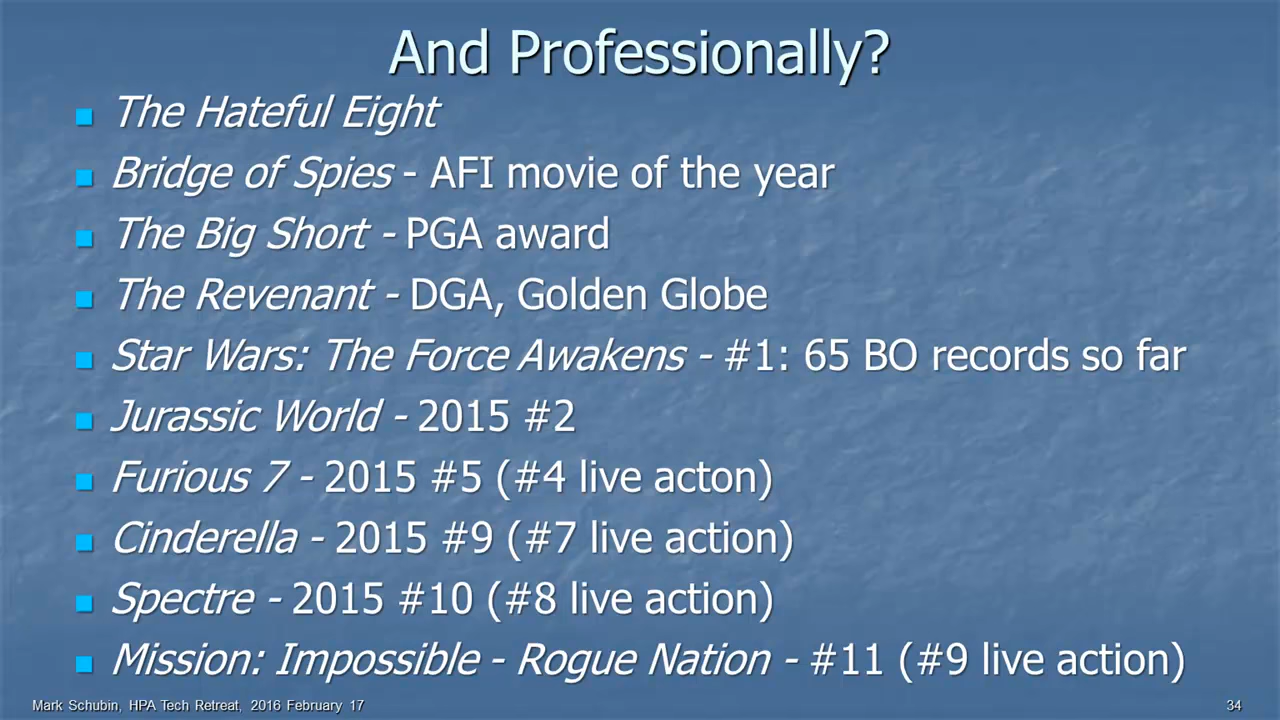 And Professionally?
The Hateful Eight
Bridge of Spies - AFI movie of the year
The Big Short - PGA award
The Revenant - DGA, Golden Globe
Star Wars: The Force Awakens - #1: 65 BO records so far
Jurassic World - 2015 #2
Furious 7 - 2015 #5 (#4 live acton)
Cinderella - 2015 #9 (#7 live action)
Spectre - 2015 #10 (#8 live action)
Mission: Impossible - Rogue Nation - #11 (#9 live action)
Mark Schubin, HPA Tech Retreat, 2016 February 17
34